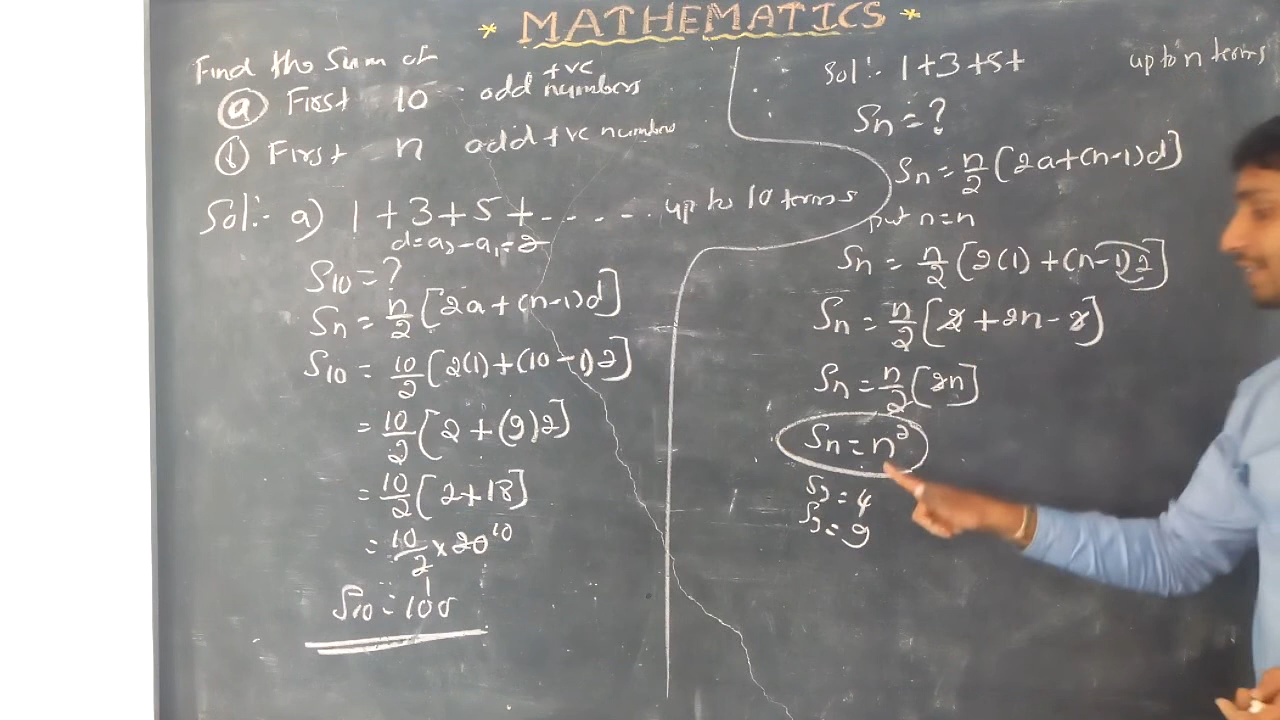 * MATHEMATICS *
Find the Sum of
(a) First 10 odd +ve numbers
(b) First n odd +ve numbers
Sol:- a) 1+3+5+- - - - - up to 10 terms
d=a₂-a₁=2
S10=?
Sn = n/2 [2a+(n-1)d]
S10 = 10/2 [2(1)+(10-1)2]
= 10/2 [2+(9)2]
= 10/2 [2+18]
= 10/2 × 20 10
1
S10 = 100
Sol:- 1+3+5+ up to n terms
Sn=?
Sn = n/2 [2a+(n-1)d]
put n=n
Sn = n/2 [2(1)+(n-1)2]
Sn = n/2 [2+2n-2]
Sn = n/2 [2n]
Sn = n²
S2 = 4
S3 = 9